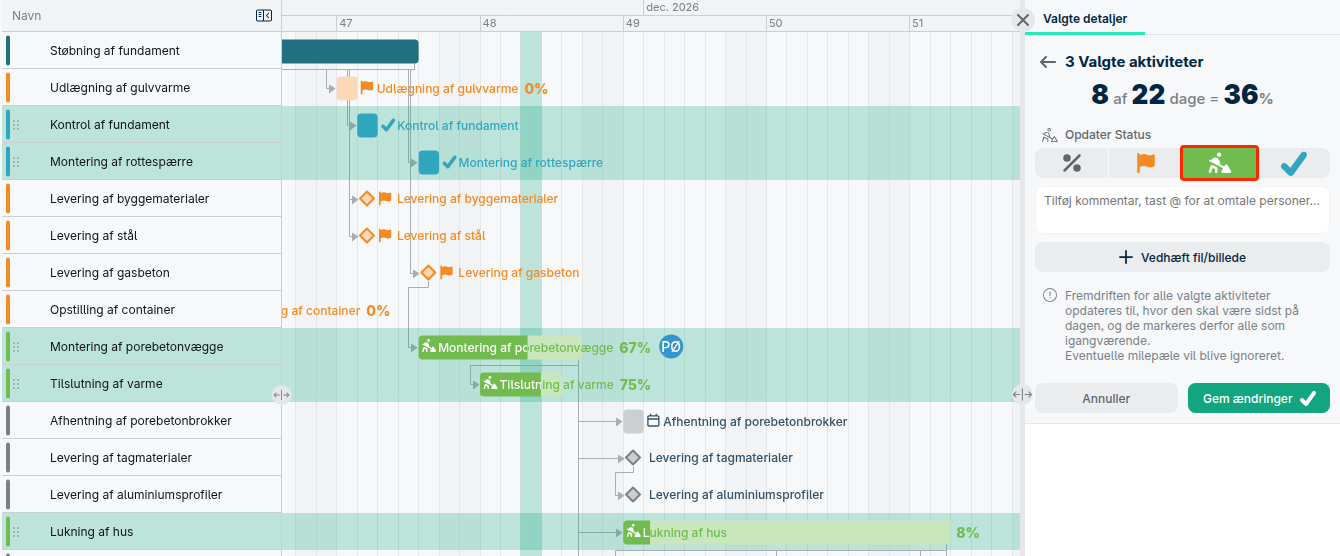 Navn
47
48
dec. 2026
49
50
51
Støbning af fundament
Udlægning af gulvvarme
Udlægning af gulvvarme 0%
Kontrol af fundament
Kontrol af fundament
Montering af rottespærre
Montering af rottespærre
Levering af byggematerialer
Levering af byggematerialer
Levering af stål
Levering af stål
Levering af gasbeton
Levering af gasbeton
Opstilling af container
g af container 0%
Montering af porebetonvægge
Montering af porebetonvægge 67% PØ
Tilslutning af varme
Tilslutning af varme 75%
Afhentning af porebetonbrokker
Afhentning af porebetonbrokker
Levering af tagmaterialer
Levering af tagmaterialer
Levering af aluminiumsprofiler
Levering af aluminiumsprofiler
Lukning af hus
Lukning af hus 8%
Valgte detaljer
3 Valgte aktiviteter
8 af 22 dage = 36%
Opdater Status
Tilføj kommentar, tast @ for at omtale personer...
Vedhæft fil/billede
Fremdriften for alle valgte aktiviteter
opdateres til, hvor den skal være sidst på
dagen, og de markeres derfor alle som
igangværende.
Eventuelle milepæle vil blive ignoreret.
Annuller
Gem ændringer